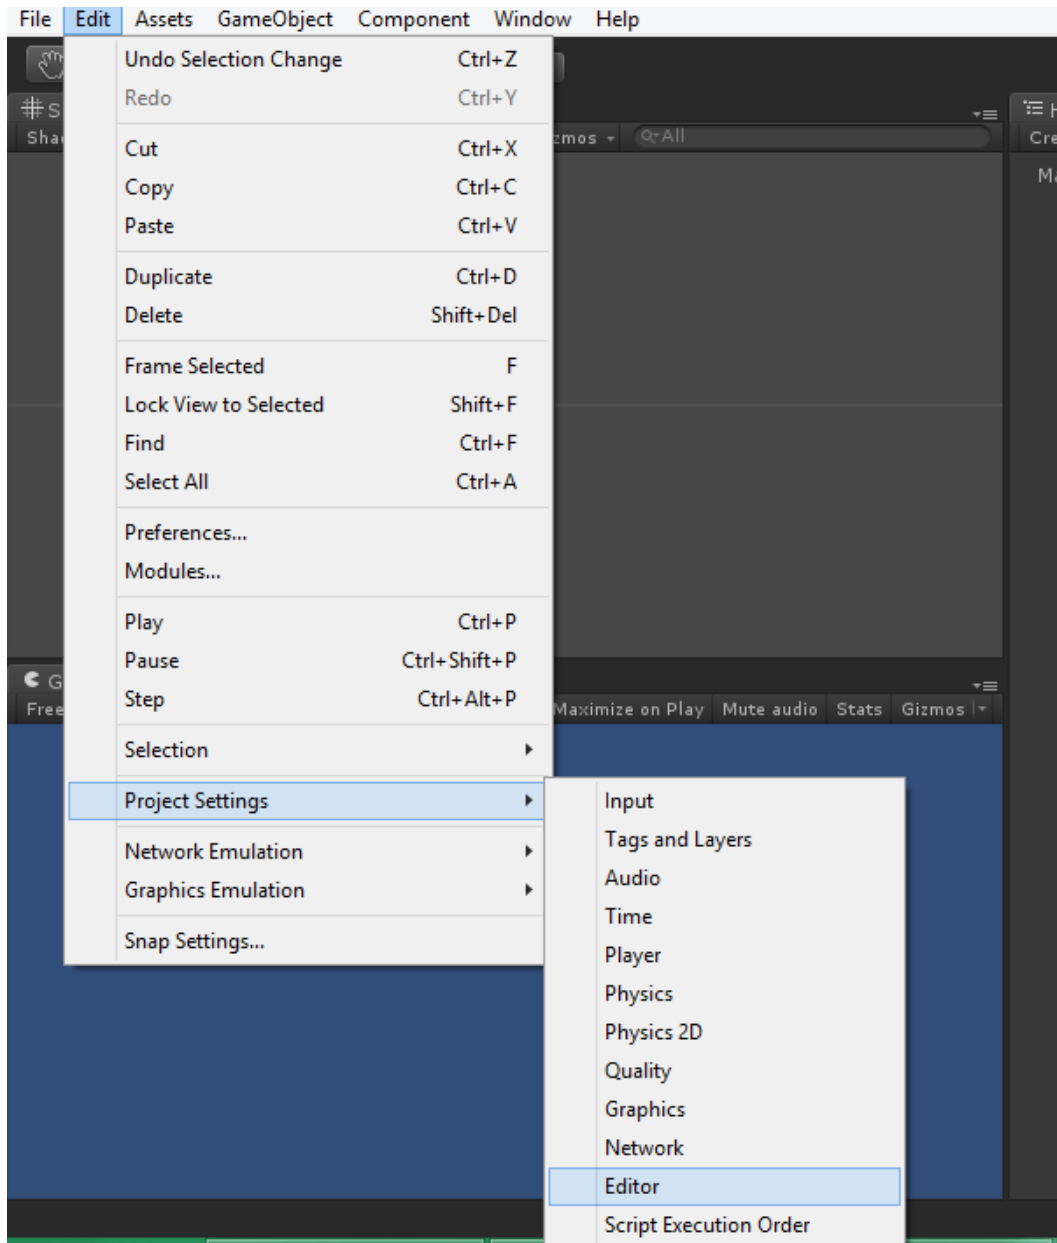 File Edit Assets GameObject Component Window Help
Undo Selection Change Ctrl+Z
Redo Ctrl+Y
Cut Ctrl+X
Copy Ctrl+C
Paste Ctrl+V
Duplicate Ctrl+D
Delete Shift+Del
Frame Selected F
Lock View to Selected Shift+F
Find Ctrl+F
Select All Ctrl+A
Preferences...
Modules...
Play Ctrl+P
Pause Ctrl+Shift+P
Step Ctrl+Alt+P
Selection
Project Settings
Network Emulation
Graphics Emulation
Snap Settings...
All
Free
Maximize on Play Mute audio Stats Gizmos
Input
Tags and Layers
Audio
Time
Player
Physics
Physics 2D
Quality
Graphics
Network
Editor
Script Execution Order